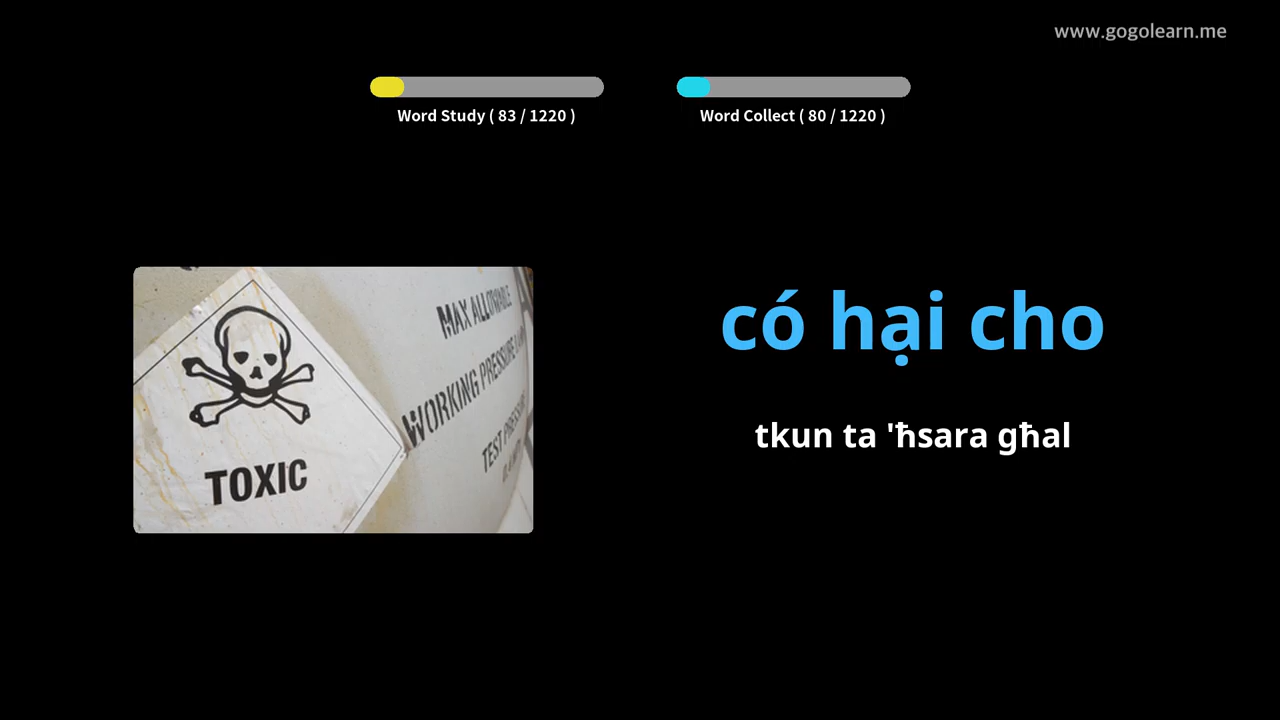 www.gogolearn.me
Word Study ( 83 / 1220 )
Word Collect ( 80 / 1220 )
có hại cho
tkun ta 'ħsara għal
MAX ALLOWABLE
WORKING PRESSURE
TEST PRESSURE
TOXIC